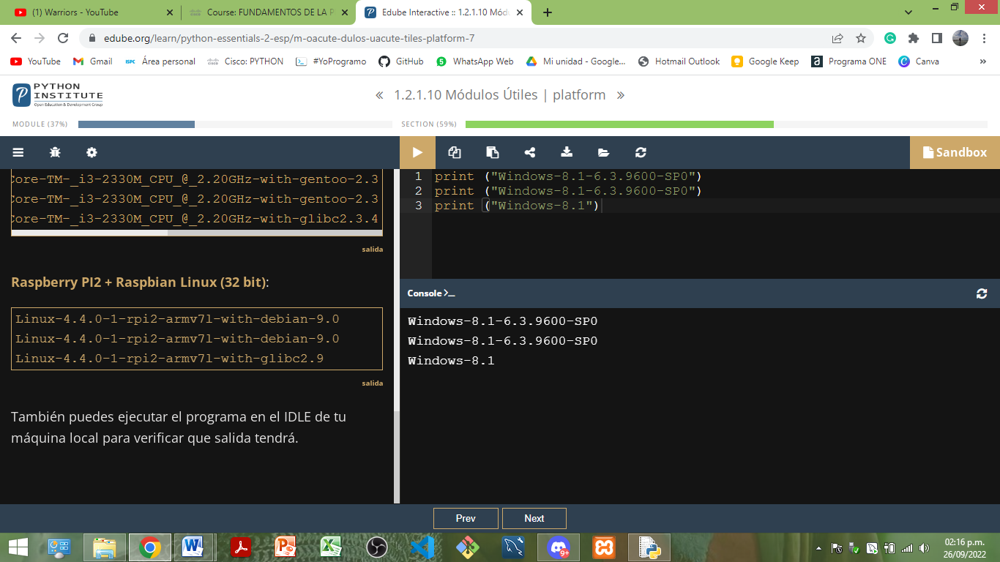 (1) Warriors - YouTube
Course: FUNDAMENTOS DE LA P
Edube Interactive :: 1.2.1.10 Módu
edube.org/learn/python-essentials-2-esp/m-oacute-dulos-uacute-tiles-platform-7
YouTube
Gmail
ISPC Área personal
Cisco: PYTHON
#YoProgramo
GitHub
5 WhatsApp Web
Mi unidad - Google...
Hotmail Outlook
Google Keep
a Programa ONE
Canva
»
PYTHON
INSTITUTE
Open Education & Development Group
« 1.2.1.10 Módulos Útiles | platform »
MODULE (37%)
SECTION (59%)
Sandbox
Core-TM-_i3-2330M_CPU_@_2.20GHz-with-gentoo-2.3
Core-TM-_i3-2330M_CPU_@_2.20GHz-with-gentoo-2.3
Core-TM-_i3-2330M_CPU_@_2.20GHz-with-glibc2.3.4
salida
Raspberry PI2 + Raspbian Linux (32 bit):
Linux-4.4.0-1-rpi2-armv7l-with-debian-9.0
Linux-4.4.0-1-rpi2-armv7l-with-debian-9.0
Linux-4.4.0-1-rpi2-armv7l-with-glibc2.9
salida
También puedes ejecutar el programa en el IDLE de tu
máquina local para verificar que salida tendrá.
1 print ("Windows-8.1-6.3.9600-SP0")
2 print ("Windows-8.1-6.3.9600-SP0")
3 print ("Windows-8.1")
Console >_
Windows-8.1-6.3.9600-SP0
Windows-8.1-6.3.9600-SP0
Windows-8.1
Prev
Next
9+
02:16 p.m.
26/09/2022